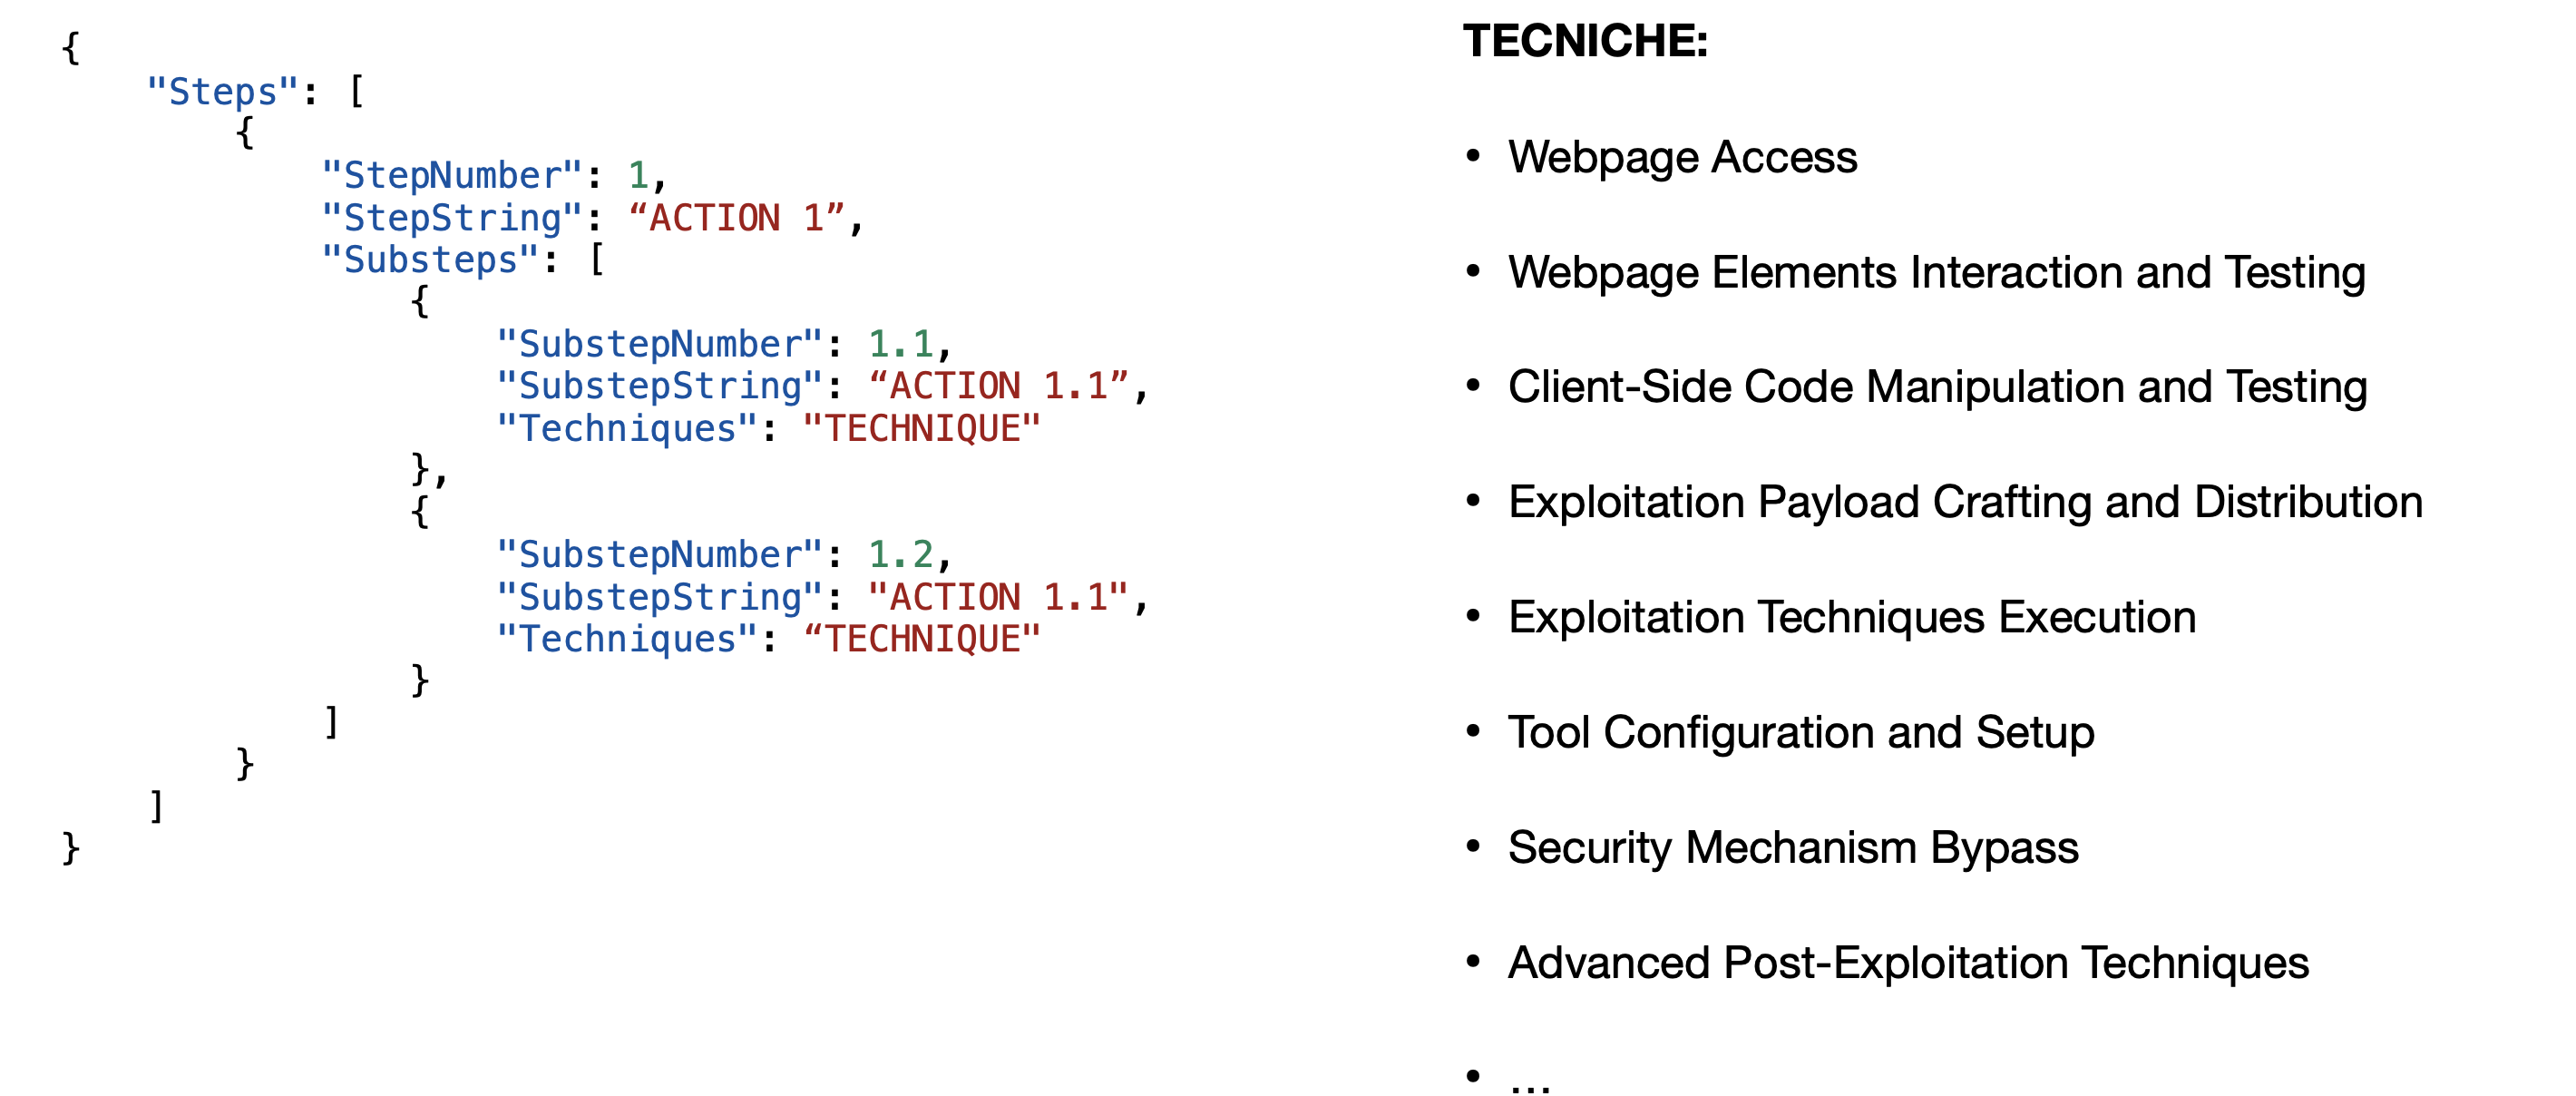 {
"Steps": [
{
"StepNumber": 1,
"StepString": “ACTION 1”,
"Substeps": [
{
"SubstepNumber": 1.1,
"SubstepString": “ACTION 1.1”,
"Techniques": "TECHNIQUE"
},
{
"SubstepNumber": 1.2,
"SubstepString": "ACTION 1.1",
"Techniques": “TECHNIQUE"
}
]
}
]
}
TECNICHE:
• Webpage Access
• Webpage Elements Interaction and Testing
• Client-Side Code Manipulation and Testing
• Exploitation Payload Crafting and Distribution
• Exploitation Techniques Execution
• Tool Configuration and Setup
• Security Mechanism Bypass
• Advanced Post-Exploitation Techniques
• …